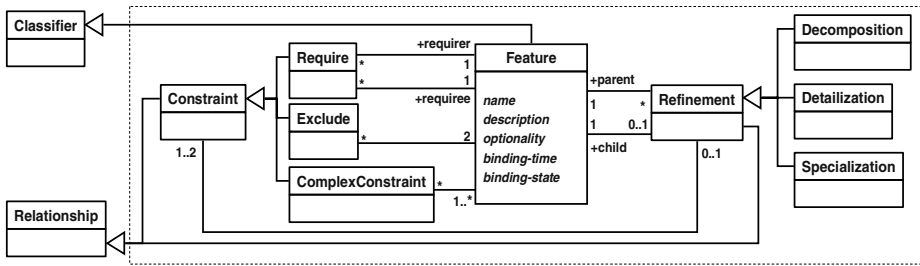 Classifier
Require
+requirer
*
1
*
1
+requiree
Feature
name
description
optionality
binding-time
binding-state
+parent
1
*
1
0..1
+child
Refinement
0..1
Decomposition
Detailization
Specialization
Constraint
1..2
Exclude
*
2
ComplexConstraint
*
1..*
Relationship